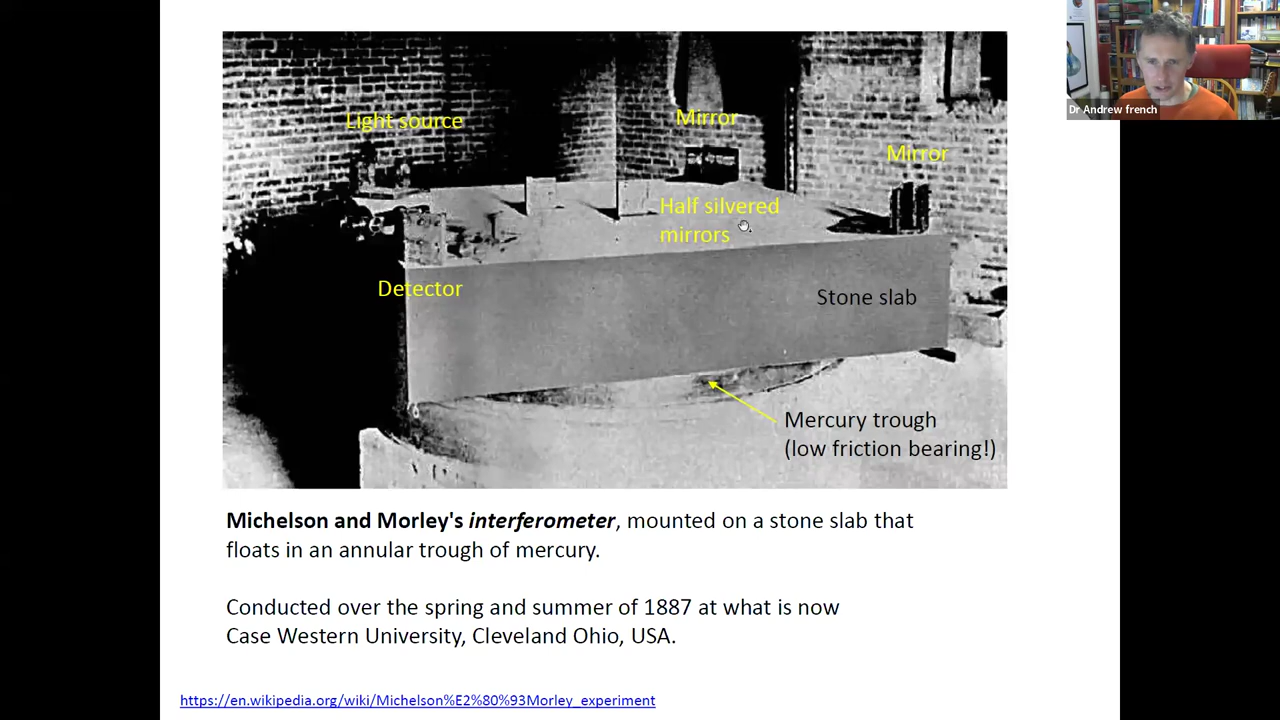 Dr Andrew french
Light source
Mirror
Mirror
Half silvered
mirrors
Detector
Stone slab
Mercury trough
(low friction bearing!)
Michelson and Morley's interferometer, mounted on a stone slab that
floats in an annular trough of mercury.
Conducted over the spring and summer of 1887 at what is now
Case Western University, Cleveland Ohio, USA.
https://en.wikipedia.org/wiki/Michelson%E2%80%93Morley_experiment